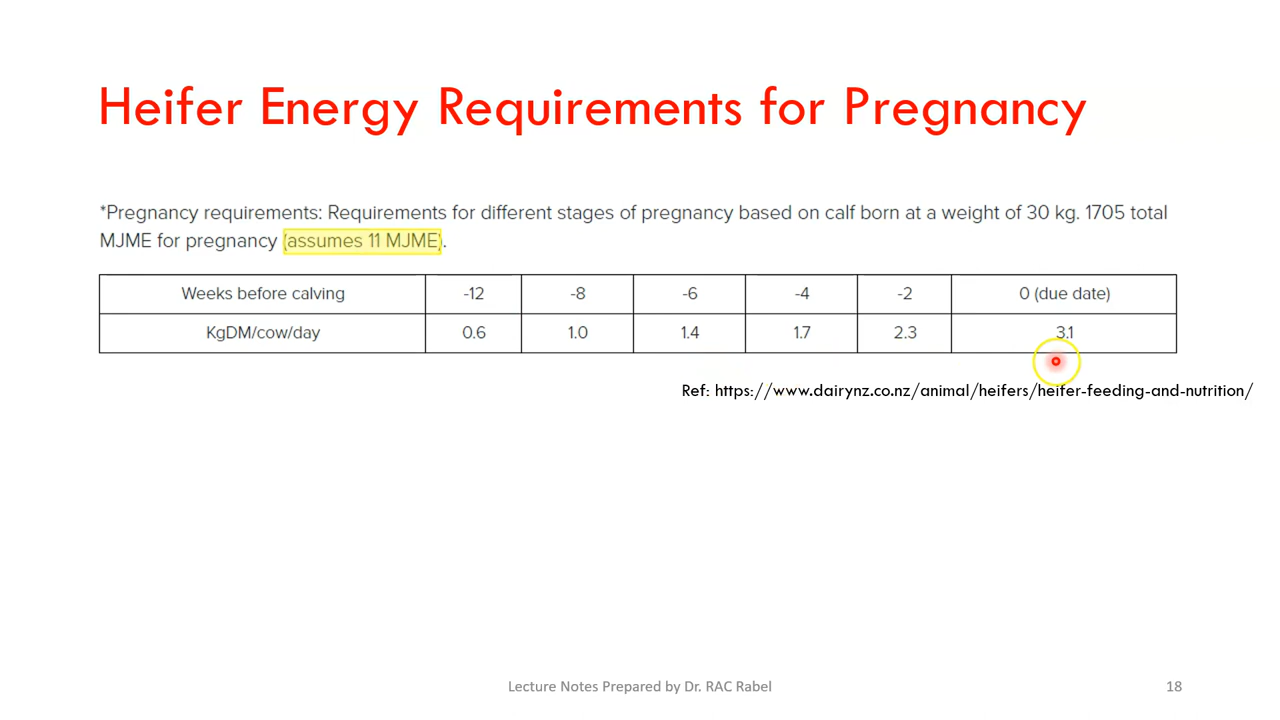 Heifer Energy Requirements for Pregnancy
*Pregnancy requirements: Requirements for different stages of pregnancy based on calf born at a weight of 30 kg. 1705 total
MJME for pregnancy (assumes 11 MJME).
Weeks before calving -12 -8 -6 -4 -2 0 (due date)
KgDM/cow/day 0.6 1.0 1.4 1.7 2.3 3.1
Ref: https://www.dairynz.co.nz/animal/heifers/heifer-feeding-and-nutrition/
Lecture Notes Prepared by Dr. RAC Rabel 18